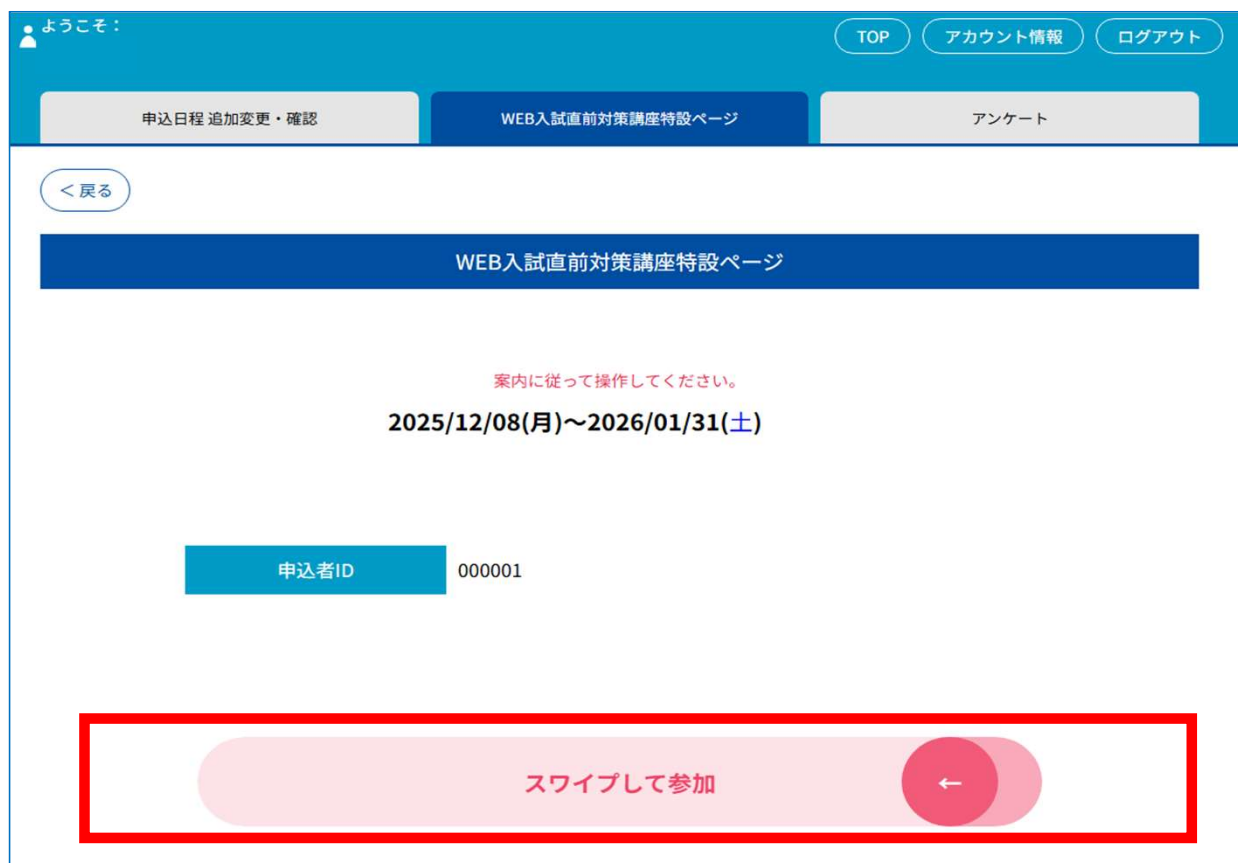 ようこそ：
TOP
アカウント情報
ログアウト
申込日程 追加変更・確認
WEB入試直前対策講座特設ページ
アンケート
＜戻る
WEB入試直前対策講座特設ページ
案内に従って操作してください。
2025/12/08(月)～2026/01/31(土)
申込者ID 000001
スワイプして参加 ←